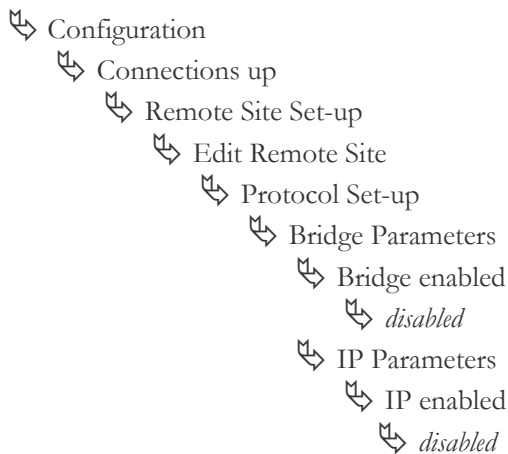 Configuration
Connections up
Remote Site Set-up
Edit Remote Site
Protocol Set-up
Bridge Parameters
Bridge enabled
disabled
IP Parameters
IP enabled
disabled